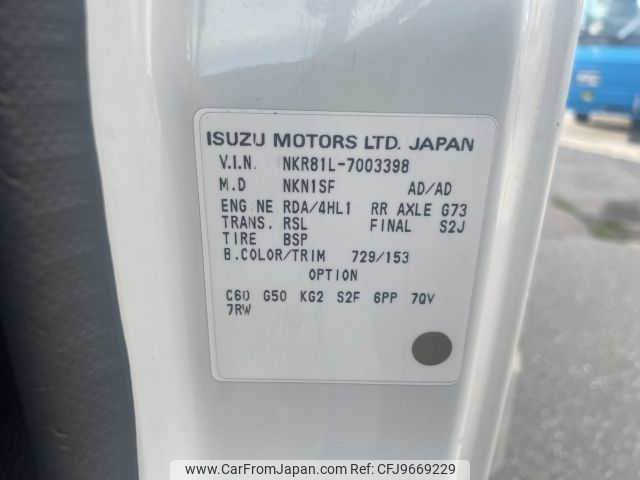 ISUZU MOTORS LTD. JAPAN
V.I.N. NKR81L-7003398
M.D NKN1SF AD/AD
ENG NE RDA/4HL1 RR AXLE G73
TRANS. RSL FINAL S2J
TIRE BSP
B.COLOR/TRIM 729/153
OPTION
C60 G50 KG2 S2F 6PP 7QV
7RW
www.CarFromJapan.com @CarFromJapan ID:CFJ9669229